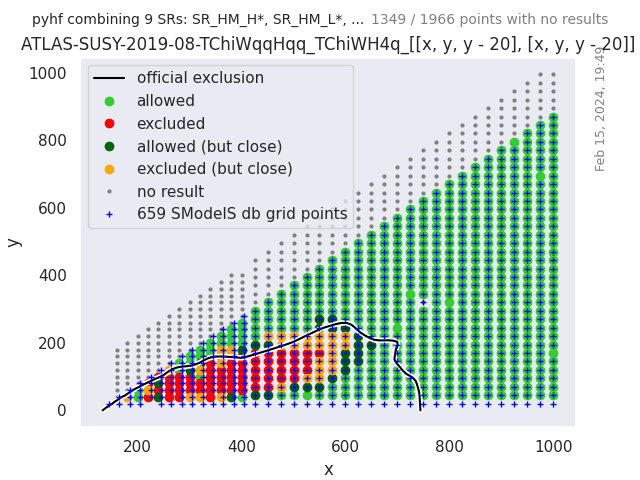 pyhf combining 9 SRs: SR_HM_H*, SR_HM_L*, ... 1349 / 1966 points with no results
ATLAS-SUSY-2019-08-TChiWqqHqq_TChiWH4q_[[x, y, y - 20], [x, y, y - 20]]
Feb 15, 2024, 19:49
official exclusion
allowed
excluded
allowed (but close)
excluded (but close)
no result
659 SModelS db grid points
y
1000
800
600
400
200
0
200 400 600 800 1000
x